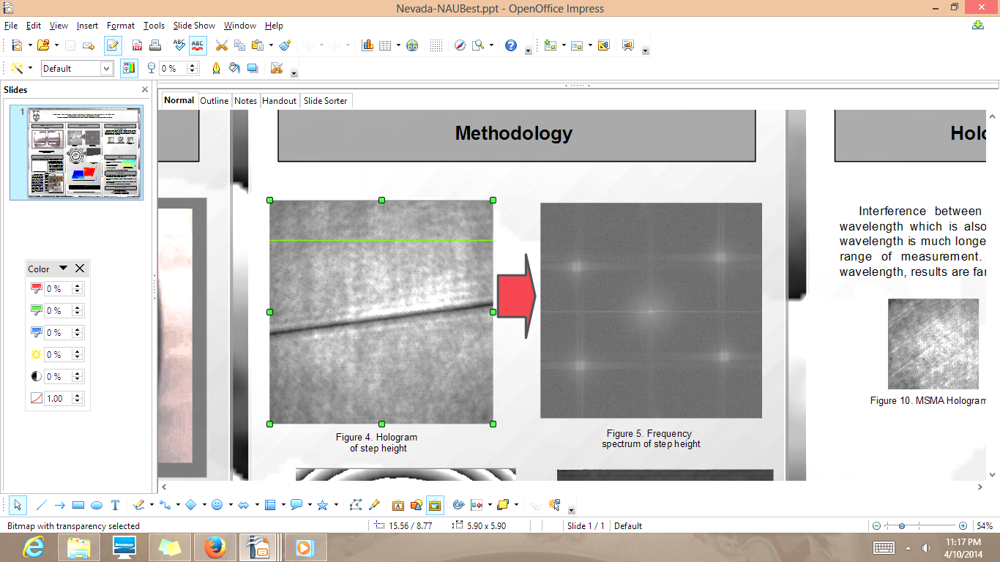 Nevada-NAUBest.ppt - OpenOffice Impress
File Edit View Insert Format Tools Slide Show Window Help
ABC ABC
Default 0 %
Slides
Normal Outline Notes Handout Slide Sorter
1
Methodology
Interference between
wavelength which is also
wavelength is much longe
range of measurement.
wavelength, results are far
Color
0 %
0 %
0 %
0 %
0 %
1.00
Figure 4. Hologram
of step height
Figure 5. Frequency
spectrum of step height
Figure 10. MSMA Hologram
T
Bitmap with transparency selected 15.56 / 8.77 5.90 x 5.90 Slide 1 / 1 Default 54%
lenovo
11:17 PM
4/10/2014